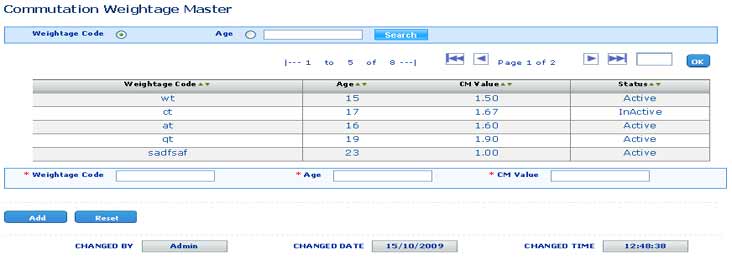 Commutation Weightage Master
Weightage Code Age Search
|--- 1 to 5 of 8 ---| Page 1 of 2 OK
Weightage Code Age CM Value Status
wt 15 1.50 Active
ct 17 1.67 InActive
at 16 1.60 Active
qt 19 1.90 Active
sadfsaf 23 1.00 Active
* Weightage Code * Age * CM Value
Add Reset
CHANGED BY Admin CHANGED DATE 15/10/2009 CHANGED TIME 12:48:38